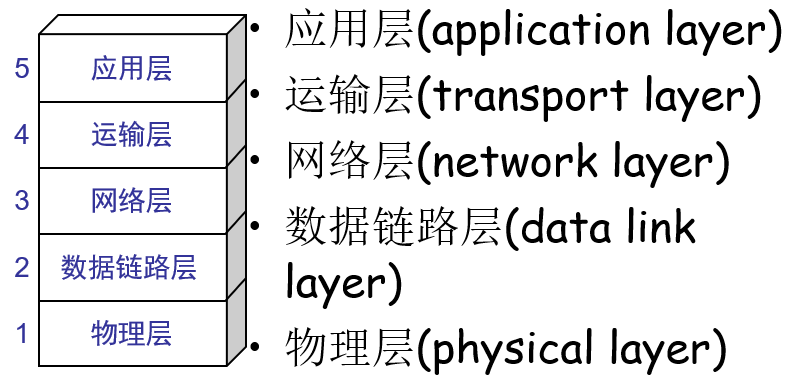 5 应用层
4 运输层
3 网络层
2 数据链路层
1 物理层
• 应用层(application layer)
• 运输层(transport layer)
• 网络层(network layer)
• 数据链路层(data link
layer)
• 物理层(physical layer)